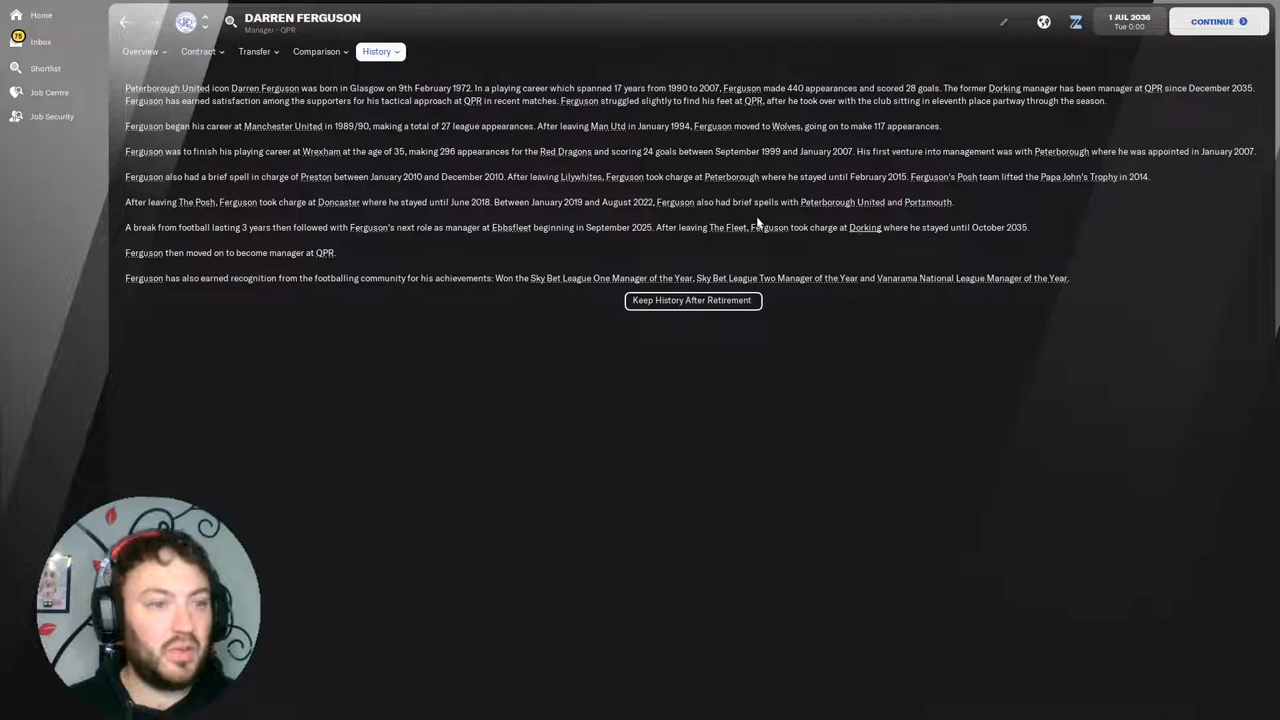 Home
75
Inbox
Shortlist
Job Centre
Job Security
DARREN FERGUSON
Manager - QPR
1 JUL 2036
Tue 0:00
CONTINUE
Overview
Contract
Transfer
Comparison
History
Peterborough United icon Darren Ferguson was born in Glasgow on 9th February 1972. In a playing career which spanned 17 years from 1990 to 2007, Ferguson made 440 appearances and scored 28 goals. The former Dorking manager has been manager at QPR since December 2035.
Ferguson has earned satisfaction among the supporters for his tactical approach at QPR in recent matches. Ferguson struggled slightly to find his feet at QPR, after he took over with the club sitting in eleventh place partway through the season.
Ferguson began his career at Manchester United in 1989/90, making a total of 27 league appearances. After leaving Man Utd in January 1994, Ferguson moved to Wolves, going on to make 117 appearances.
Ferguson was to finish his playing career at Wrexham at the age of 35, making 296 appearances for the Red Dragons and scoring 24 goals between September 1999 and January 2007. His first venture into management was with Peterborough where he was appointed in January 2007.
Ferguson also had a brief spell in charge of Preston between January 2010 and December 2010. After leaving Lilywhites, Ferguson took charge at Peterborough where he stayed until February 2015. Ferguson's Posh team lifted the Papa John's Trophy in 2014.
After leaving The Posh, Ferguson took charge at Doncaster where he stayed until June 2018. Between January 2019 and August 2022, Ferguson also had brief spells with Peterborough United and Portsmouth.
A break from football lasting 3 years then followed with Ferguson's next role as manager at Ebbsfleet beginning in September 2025. After leaving The Fleet, Ferguson took charge at Dorking where he stayed until October 2035.
Ferguson then moved on to become manager at QPR.
Ferguson has also earned recognition from the footballing community for his achievements: Won the Sky Bet League One Manager of the Year, Sky Bet League Two Manager of the Year and Vanarama National League Manager of the Year.
Keep History After Retirement